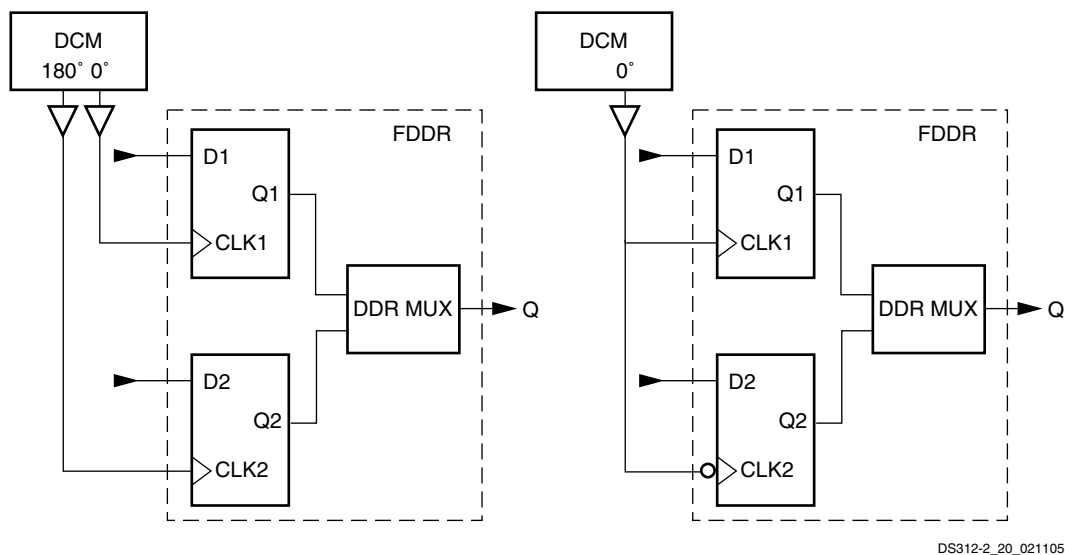 DCM
180° 0°
FDDR
D1
Q1
CLK1
DDR MUX
Q
D2
Q2
CLK2
DCM
0°
FDDR
D1
Q1
CLK1
DDR MUX
Q
D2
Q2
CLK2
DS312-2_20_021105